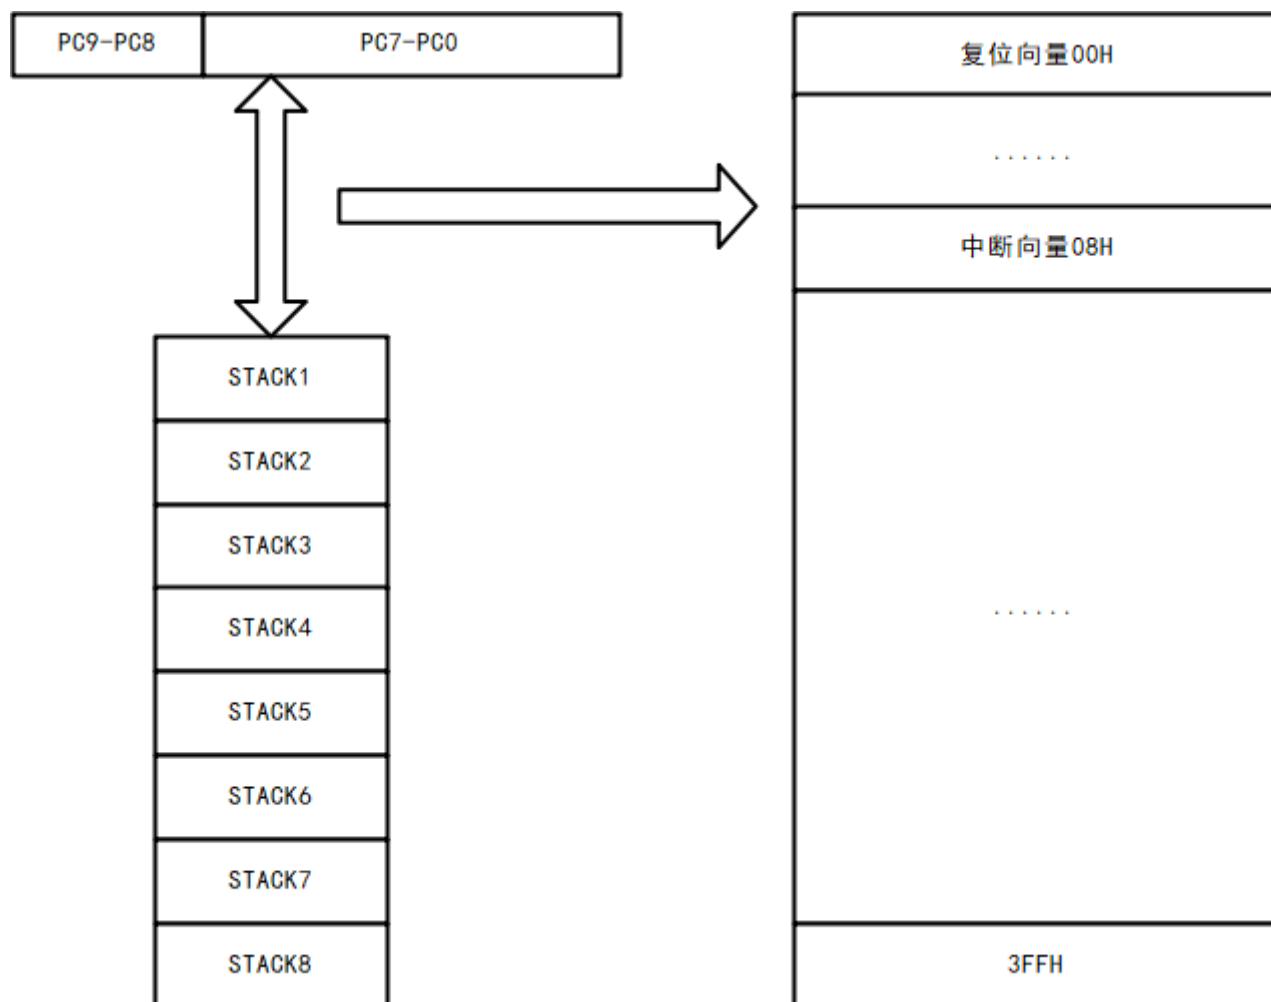 PC9-PC8
PC7-PC0
复位向量00H
......
中断向量08H
STACK1
STACK2
STACK3
STACK4
STACK5
STACK6
STACK7
STACK8
......
3FFH